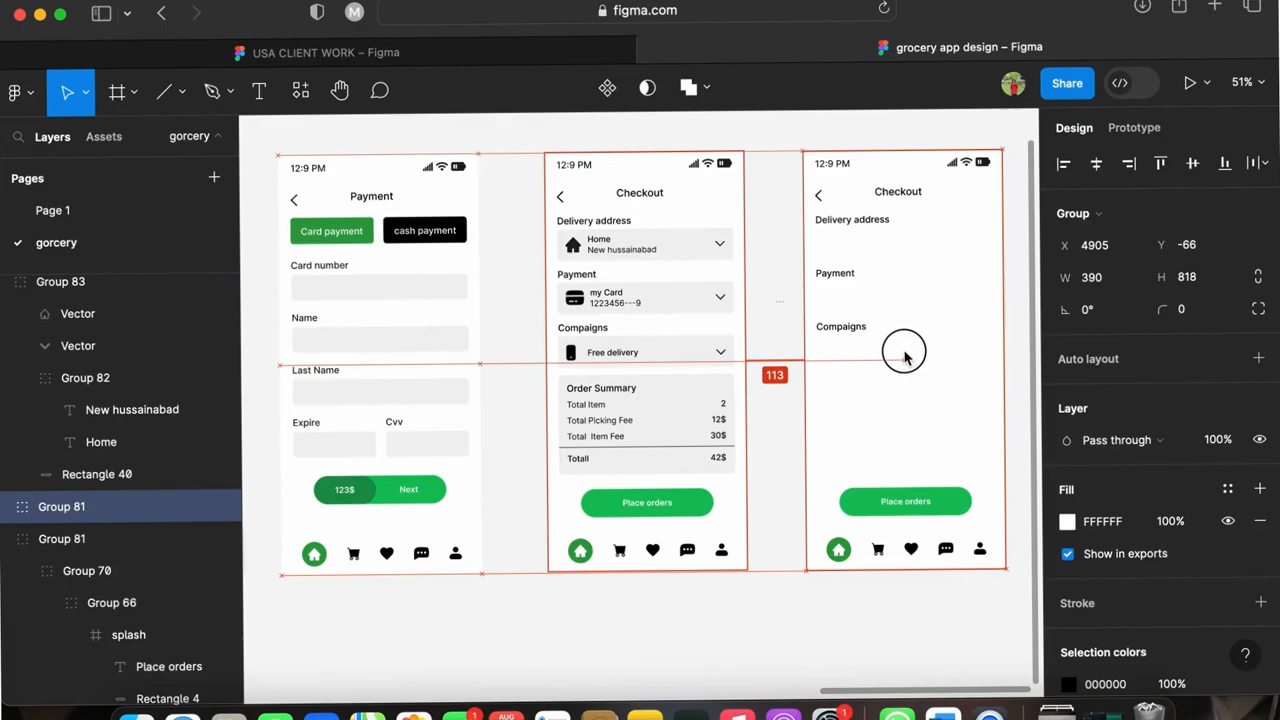 figma.com
USA CLIENT WORK – Figma
grocery app design – Figma
M
Share
51%
Layers
Assets
gorcery
Design
Prototype
Pages
Page 1
gorcery
Group 83
Vector
Vector
Group 82
New hussainabad
Home
Rectangle 40
Group 81
Group 81
Group 70
Group 66
splash
Place orders
Rectangle 4
12:9 PM
Payment
Card payment
cash payment
Card number
Name
Last Name
Expire
Cvv
123$
Next
12:9 PM
Checkout
Delivery address
Home
New hussainabad
Payment
my Card
1223456---9
Compaigns
Free delivery
Order Summary
Total Item
2
Total Picking Fee
12$
Total Item Fee
30$
Totall
42$
Place orders
113
12:9 PM
Checkout
Delivery address
Payment
Compaigns
Place orders
Group
X
4905
Y
-66
W
390
H
818
0°
0
Auto layout
Layer
Pass through
100%
Fill
FFFFFF
100%
Show in exports
Stroke
Selection colors
?
000000
100%
1
AUG
1